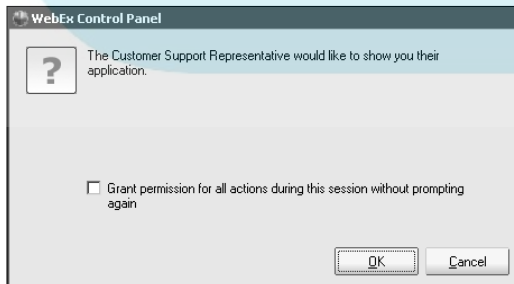 WebEx Control Panel
?
The Customer Support Representative would like to show you their
application.
Grant permission for all actions during this session without prompting
again
OK
Cancel